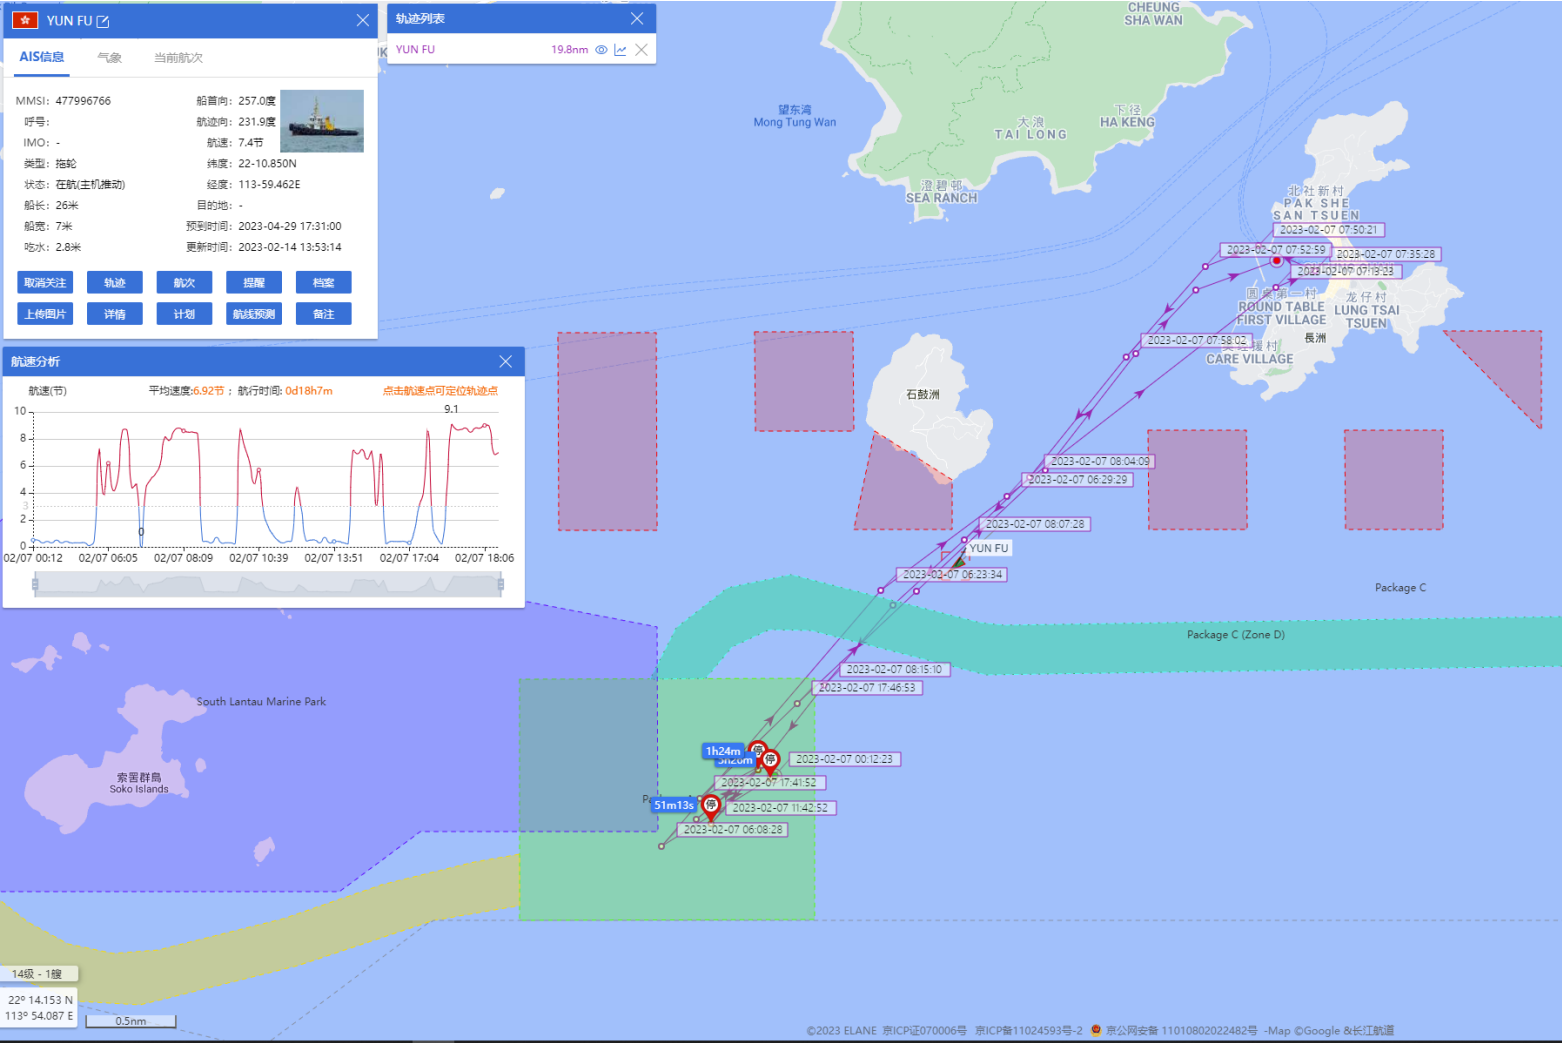 YUN FU
AIS信息
气象
当前航次
MMSI: 477996766
船首向: 257.0度
呼号:
航迹向: 231.9度
IMO: -
航速: 7.4节
类型: 拖轮
纬度: 22-10.850N
状态: 在航(主机推动)
经度: 113-59.462E
船长: 26米
目的地: -
船宽: 7米
预到时间: 2023-04-29 17:31:00
吃水: 2.8米
更新时间: 2023-02-14 13:53:14
取消关注
轨迹
航次
提醒
档案
上传图片
详情
计划
航线预测
备注
轨迹列表
YUN FU
19.8nm
航速分析
航速(节)
平均速度:6.92节 ; 航行时间: 0d18h7m
点击航速点可定位轨迹点
9.1
10
8
6
4
3
2
0
0
02/07 00:12
02/07 06:05
02/07 08:09
02/07 10:39
02/07 13:51
02/07 17:04
02/07 18:06
CHEUNG
SHA WAN
望东湾
Mong Tung Wan
大浪
TAI LONG
下径
HA KENG
澄碧邨
SEA RANCH
北社新村
PAK SHE
SAN TSUEN
2023-02-07 07:50:21
2023-02-07 07:52:59
2023-02-07 07:35:28
2023-02-07 07:13:23
圆桌第一村
ROUND TABLE
FIRST VILLAGE
龙仔村
LUNG TSAI
TSUEN
長洲
2023-02-07 07:58:02
CARE VILLAGE
石鼓洲
2023-02-07 08:04:09
2023-02-07 06:29:29
2023-02-07 08:07:28
YUN FU
2023-02-07 06:23:34
Package C
Package C (Zone D)
2023-02-07 08:15:10
2023-02-07 17:46:53
South Lantau Marine Park
索罟群島
Soko Islands
1h24m
停
停
2023-02-07 00:12:23
2023-02-07 17:41:52
51m13s
停
2023-02-07 11:42:52
2023-02-07 06:08:28
14级 - 1艘
22º 14.153 N
113º 54.087 E
0.5nm
©2023 ELANE 京ICP证070006号 京ICP备11024593号-2 京公网安备 11010802022482号 -Map ©Google &长江航道